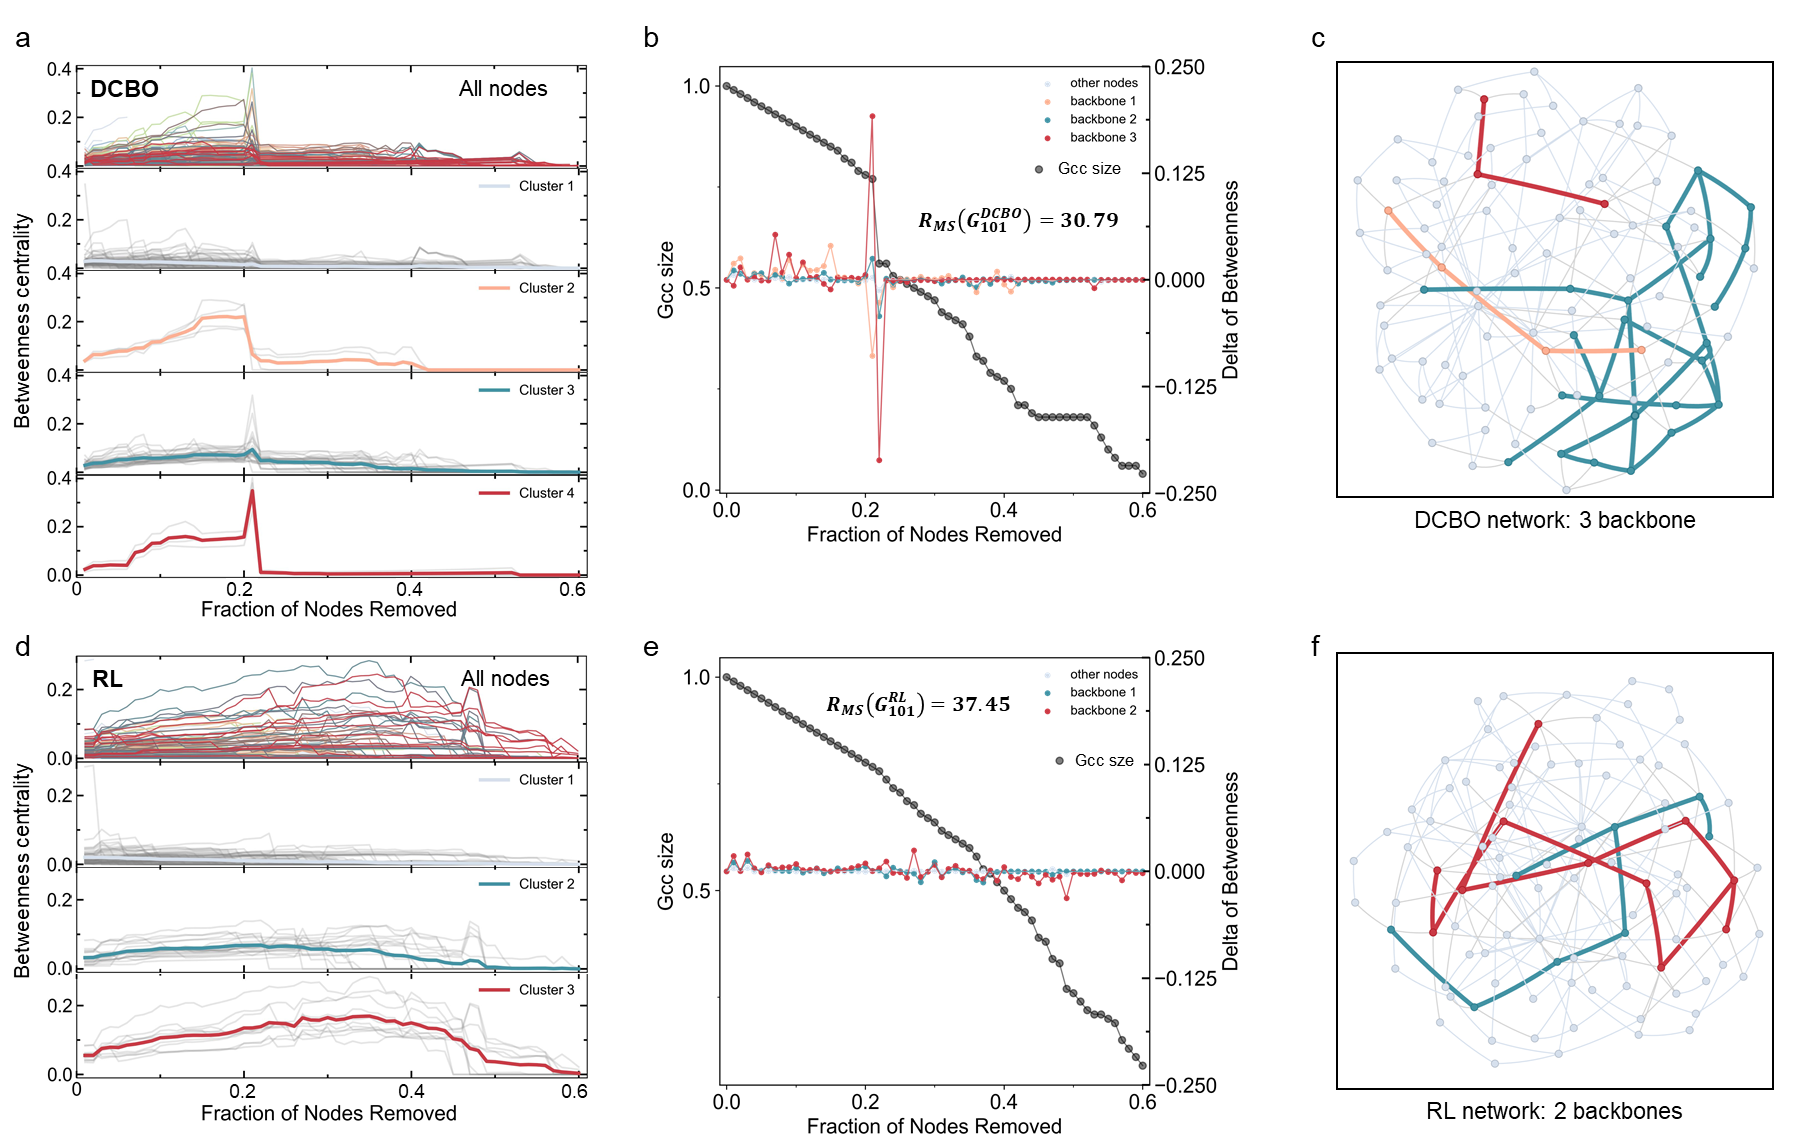 a
DCBO
All nodes
0.4
0.2
0.4
Cluster 1
0.2
0.4
Cluster 2
0.2
0.4
Cluster 3
0.2
0.4
Cluster 4
0.2
0.0
0
0.2
0.4
0.6
Betweenness centrality
Fraction of Nodes Removed
b
1.0
0.5
0.0
Gcc size
0.250
0.125
0.000
−0.125
−0.250
Delta of Betweenness
other nodes
backbone 1
backbone 2
backbone 3
Gcc size
R_MS(G_101^DCBO) = 30.79
0.0
0.2
0.4
0.6
Fraction of Nodes Removed
c
DCBO network: 3 backbone
d
RL
All nodes
0.2
0.0
Cluster 1
0.2
0.0
Cluster 2
0.2
0.0
Cluster 3
0.2
0.0
0
0.2
0.4
0.6
Betweenness centrality
Fraction of Nodes Removed
e
1.0
0.5
Gcc size
0.250
0.125
0.000
−0.125
−0.250
Delta of Betweenness
R_MS(G_101^RL) = 37.45
other nodes
backbone 1
backbone 2
Gcc sze
0.0
0.2
0.4
0.6
Fraction of Nodes Removed
f
RL network: 2 backbones